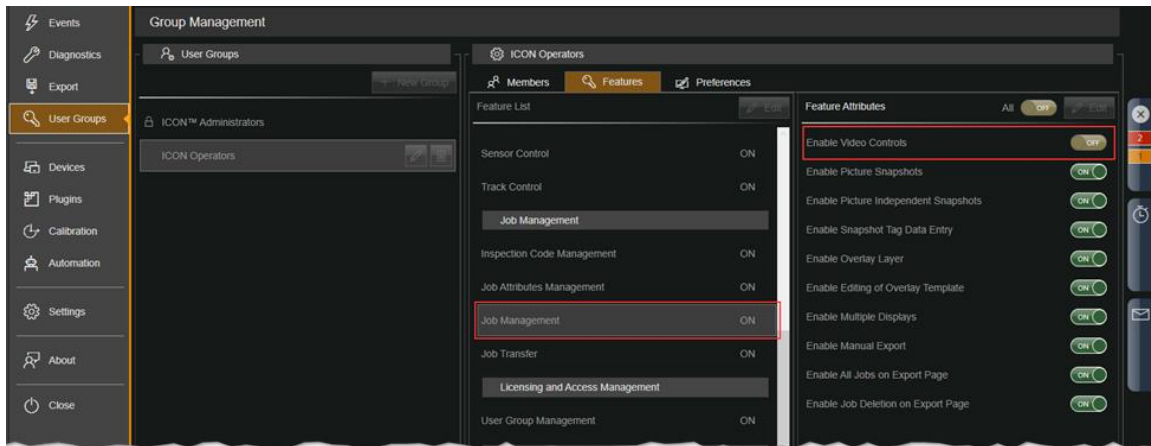 Events
Diagnostics
Export
User Groups
Devices
Plugins
Calibration
Automation
Settings
About
Close
Group Management
User Groups
+ New Group
ICON™ Administrators
ICON Operators
ICON Operators
Members
Features
Preferences
Feature List
Edit
Sensor Control ON
Track Control ON
Job Management
Inspection Code Management ON
Job Attributes Management ON
Job Management ON
Job Transfer ON
Licensing and Access Management
User Group Management ON
Feature Attributes All OFF Edit
Enable Video Controls OFF
Enable Picture Snapshots ON
Enable Picture Independent Snapshots ON
Enable Snapshot Tag Data Entry ON
Enable Overlay Layer ON
Enable Editing of Overlay Template ON
Enable Multiple Displays ON
Enable Manual Export ON
Enable All Jobs on Export Page ON
Enable Job Deletion on Export Page ON
2
1